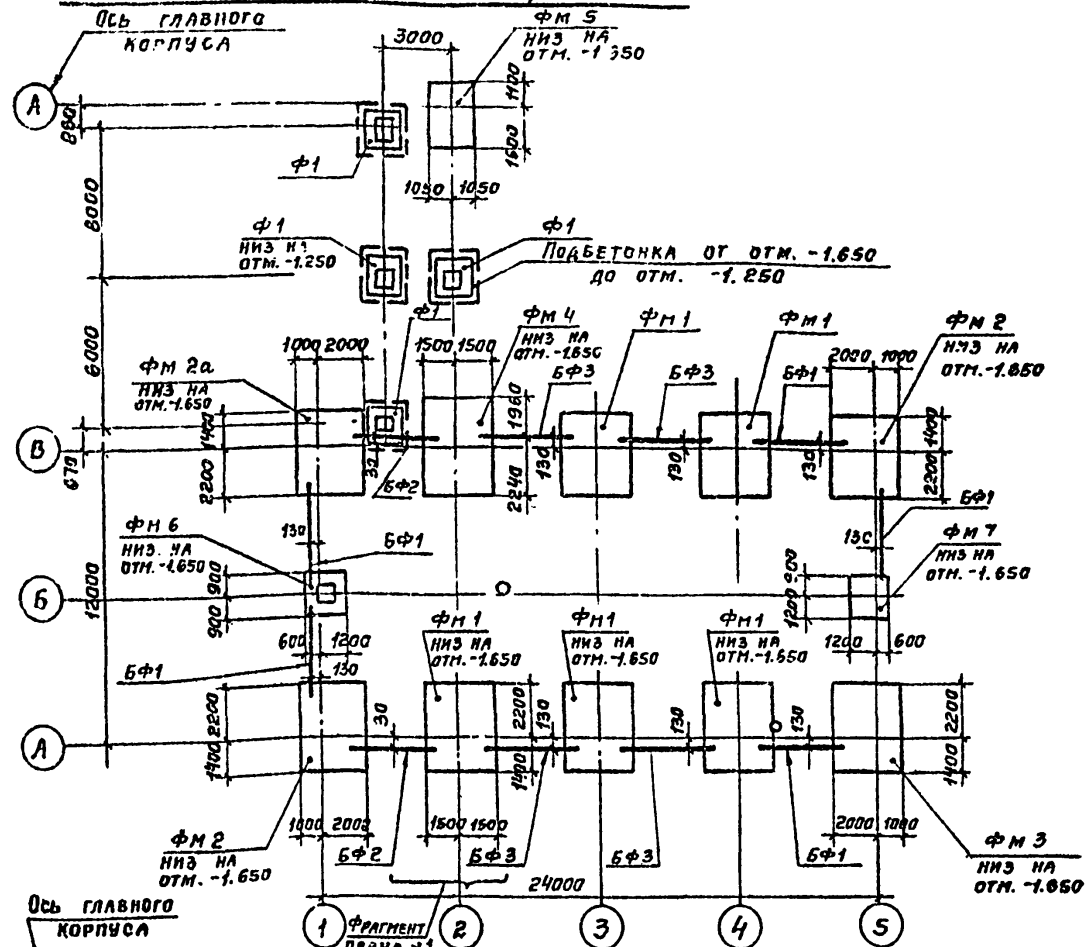 Ось главного
корпуса
Фм 5
низ на
отм. -1.350
3000
А
880
1100
1600
Ф1
1050 1050
6000
Ф1
низ на
отм. -1.250
Ф1
Подбетонка от отм. -1.650
до отм. -1.250
Ф1
6000
1000 2000
1500 1500
Фм 4
низ на
отм. -1.650
Фм 1
Фм 1
2000 1000
Фм 2
низ на
отм. -1.650
Фм 2а
низ на
отм. -1.650
БФ3
БФ3
БФ1
1400
1960
1400
В
670
2200
30
БФ2
2240
130
130
130
2200
БФ1
Фм 6
низ на
отм. -1.650
130
БФ1
130
Фм 7
низ на
отм. -1.650
12000
Б
900
900
900
1200
600 1200
1200 600
БФ1
130
Фм 1
низ на
отм. -1.650
Фм1
низ на
отм. -1.650
Фм1
низ на
отм. -1.650
2200
30
2200
130
130
130
2200
А
1400
1400
1400
1000 2000
1500 1500
2000 1000
Фм 2
низ на
отм. -1.650
БФ2
БФ3
БФ3
БФ1
Фм 3
низ на
отм. -1.650
24000
Ось главного
корпуса
1
Фрагмент
2
3
4
5